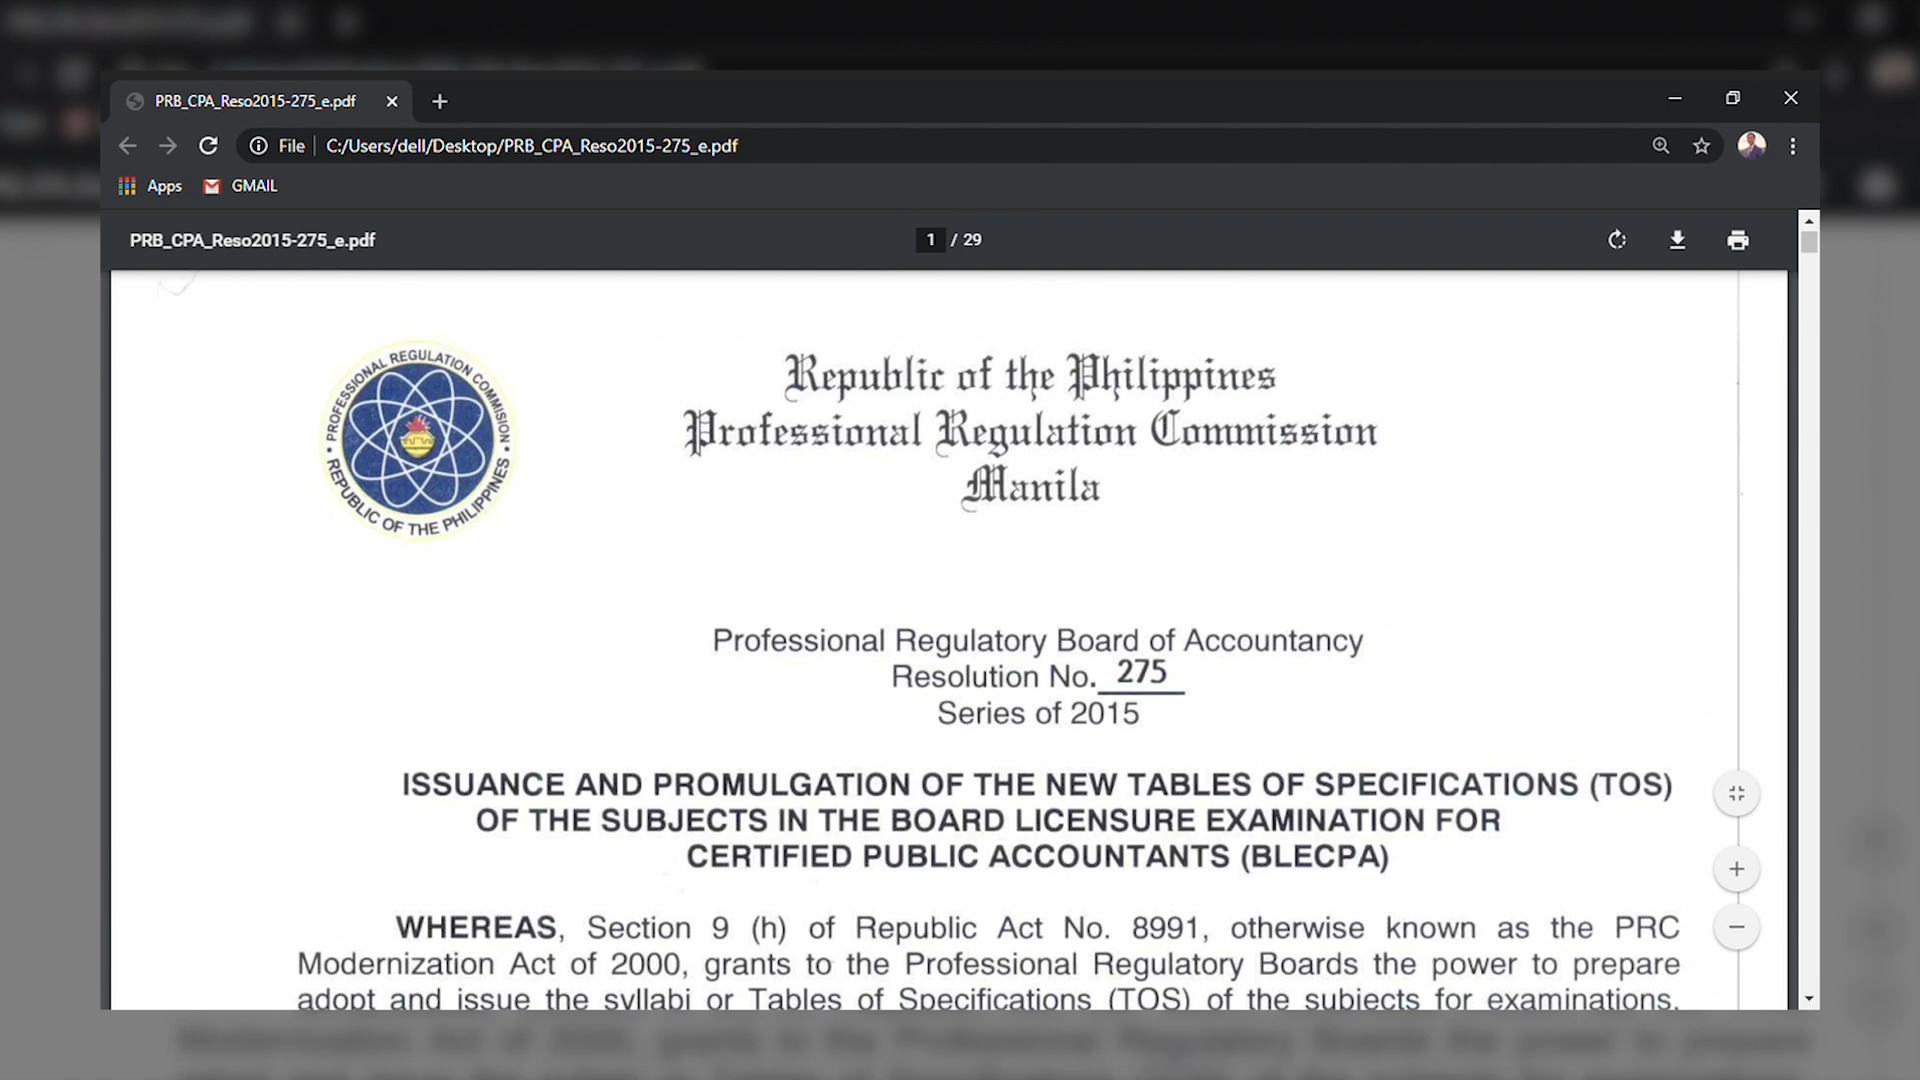 PRB_CPA_Reso2015-275_e.pdf
File C:/Users/dell/Desktop/PRB_CPA_Reso2015-275_e.pdf
Apps GMAIL
PRB_CPA_Reso2015-275_e.pdf 1 / 29
PROFESSIONAL REGULATION COMMISSION
REPUBLIC OF THE PHILIPPINES
Republic of the Philippines
Professional Regulation Commission
Manila
Professional Regulatory Board of Accountancy
Resolution No. 275
Series of 2015
ISSUANCE AND PROMULGATION OF THE NEW TABLES OF SPECIFICATIONS (TOS)
OF THE SUBJECTS IN THE BOARD LICENSURE EXAMINATION FOR
CERTIFIED PUBLIC ACCOUNTANTS (BLECPA)
WHEREAS, Section 9 (h) of Republic Act No. 8991, otherwise known as the PRC
Modernization Act of 2000, grants to the Professional Regulatory Boards the power to prepare
adopt and issue the syllabi or Tables of Specifications (TOS) of the subjects for examinations.